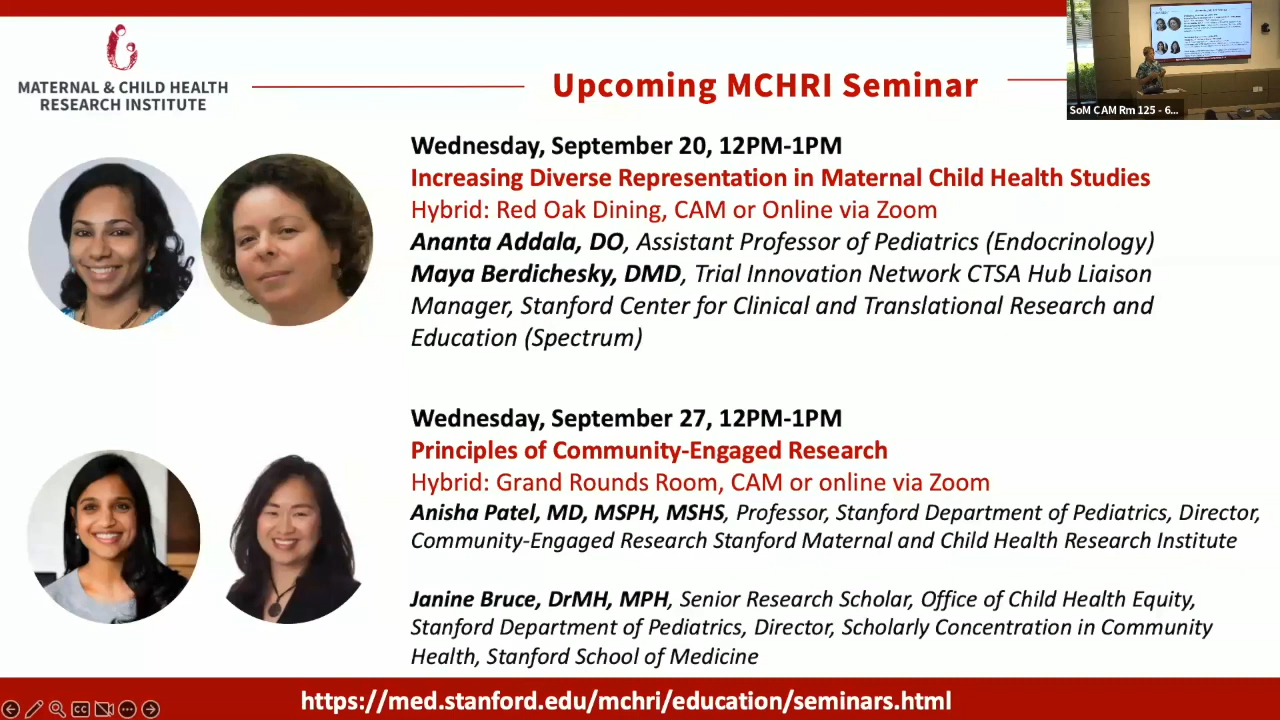 MATERNAL & CHILD HEALTH
RESEARCH INSTITUTE
Upcoming MCHRI Seminar
SoM CAM Rm 125 - 6...
Wednesday, September 20, 12PM-1PM
Increasing Diverse Representation in Maternal Child Health Studies
Hybrid: Red Oak Dining, CAM or Online via Zoom
Ananta Addala, DO, Assistant Professor of Pediatrics (Endocrinology)
Maya Berdichesky, DMD, Trial Innovation Network CTSA Hub Liaison
Manager, Stanford Center for Clinical and Translational Research and
Education (Spectrum)
Wednesday, September 27, 12PM-1PM
Principles of Community-Engaged Research
Hybrid: Grand Rounds Room, CAM or online via Zoom
Anisha Patel, MD, MSPH, MSHS, Professor, Stanford Department of Pediatrics, Director,
Community-Engaged Research Stanford Maternal and Child Health Research Institute
Janine Bruce, DrMH, MPH, Senior Research Scholar, Office of Child Health Equity,
Stanford Department of Pediatrics, Director, Scholarly Concentration in Community
Health, Stanford School of Medicine
CC
https://med.stanford.edu/mchri/education/seminars.html